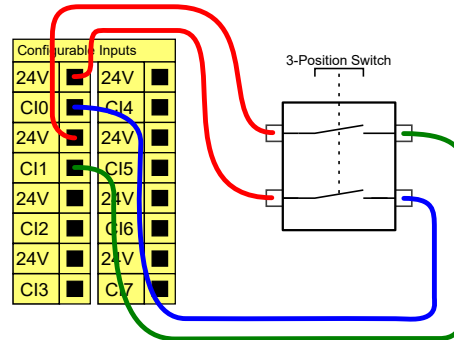 Configurable Inputs
24V 24V
CI0 CI4
24V 24V
CI1 CI5
24V 24V
CI2 CI6
24V 24V
CI3 CI7
3-Position Switch